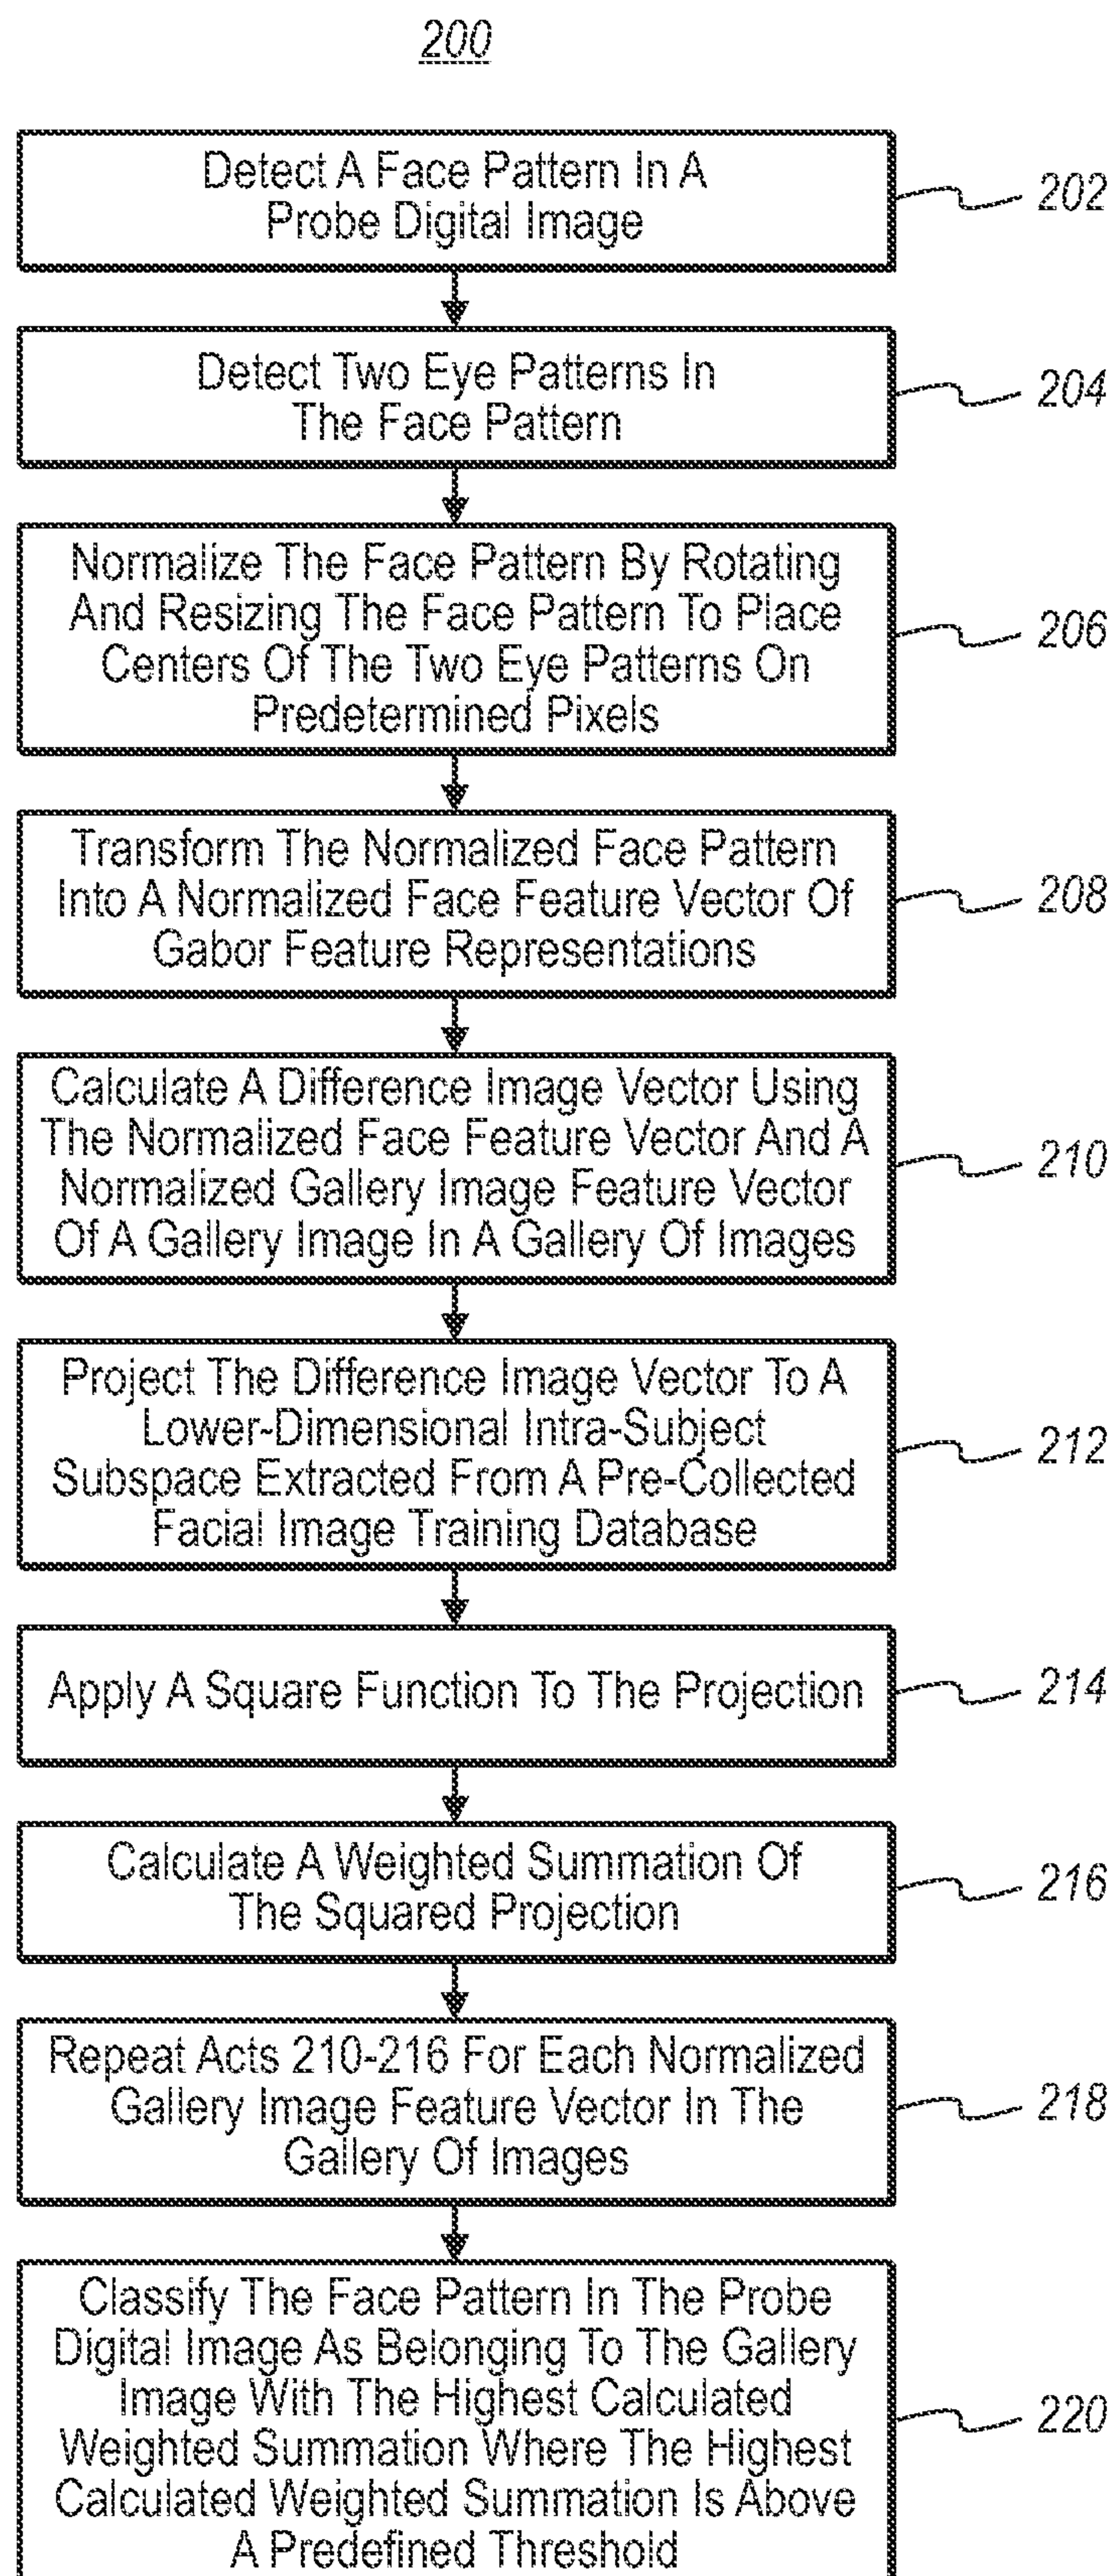 200
Detect A Face Pattern In A
Probe Digital Image
202
Detect Two Eye Patterns In
The Face Pattern
204
Normalize The Face Pattern By Rotating
And Resizing The Face Pattern To Place
Centers Of The Two Eye Patterns On
Predetermined Pixels
206
Transform The Normalized Face Pattern
Into A Normalized Face Feature Vector Of
Gabor Feature Representations
208
Calculate A Difference Image Vector Using
The Normalized Face Feature Vector And A
Normalized Gallery Image Feature Vector
Of A Gallery Image In A Gallery Of Images
210
Project The Difference Image Vector To A
Lower-Dimensional Intra-Subject
Subspace Extracted From A Pre-Collected
Facial Image Training Database
212
Apply A Square Function To The Projection
214
Calculate A Weighted Summation Of
The Squared Projection
216
Repeat Acts 210-216 For Each Normalized
Gallery Image Feature Vector In The
Gallery Of Images
218
Classify The Face Pattern In The Probe
Digital Image As Belonging To The Gallery
Image With The Highest Calculated
Weighted Summation Where The Highest
Calculated Weighted Summation Is Above
A Predefined Threshold
220